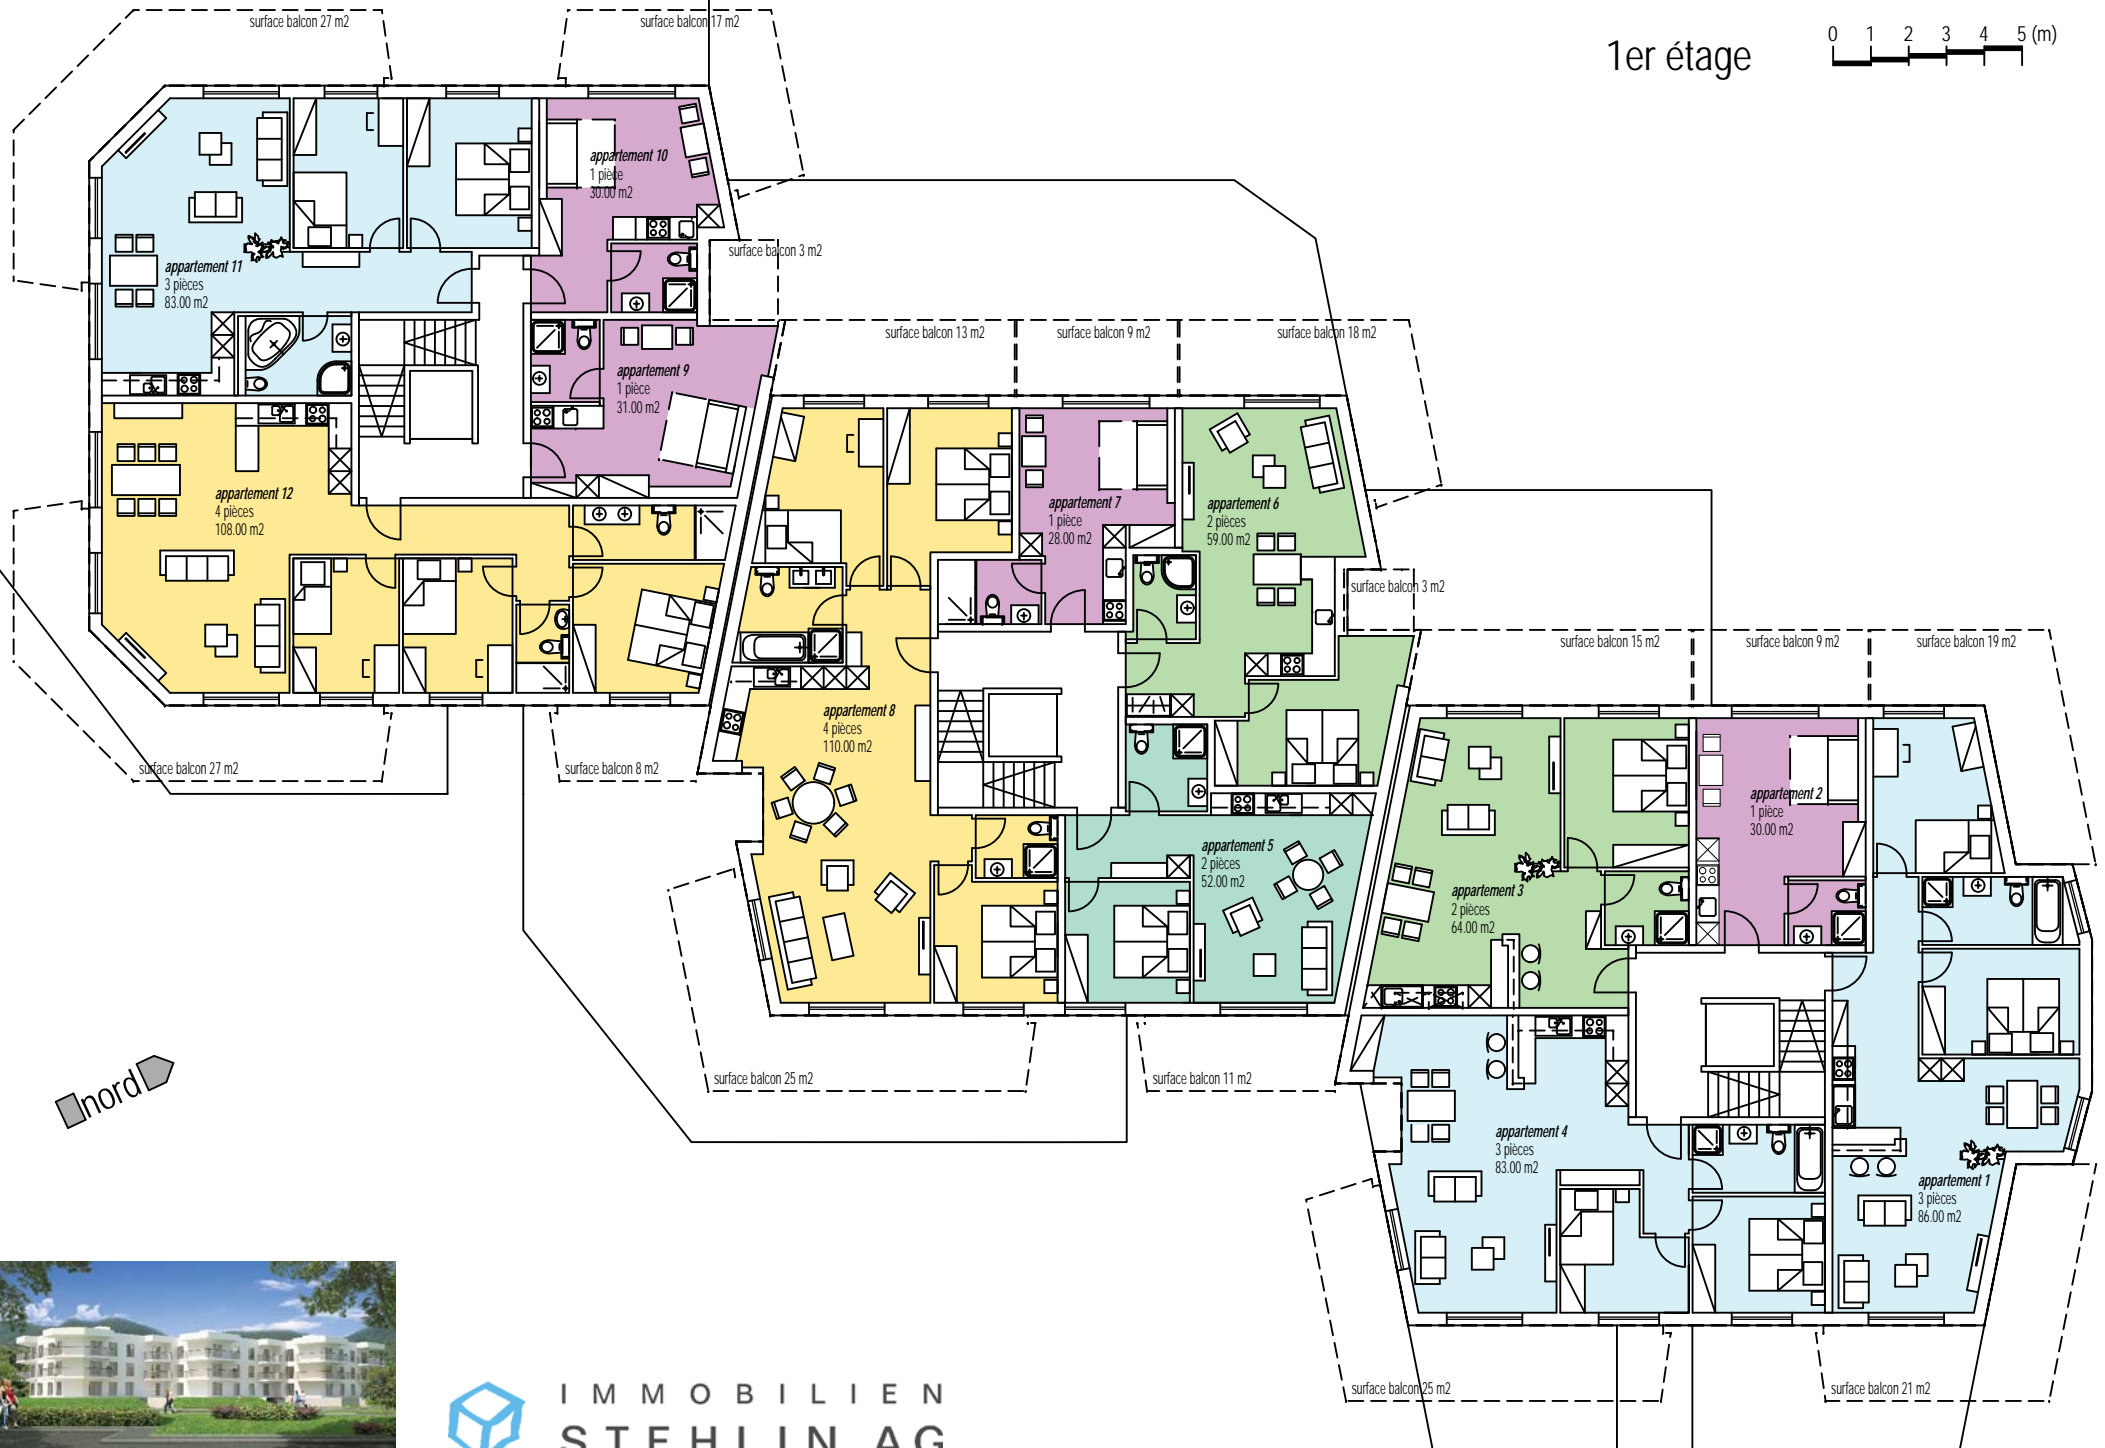 surface balcon 27 m2
surface balcon 17 m2
1er étage
0 1 2 3 4 5 (m)
appartement 10
1 pièce
30.00 m2
surface balcon 3 m2
appartement 11
3 pièces
83.00 m2
surface balcon 13 m2
surface balcon 9 m2
surface balcon 18 m2
appartement 9
1 pièce
31.00 m2
appartement 12
4 pièces
108.00 m2
appartement 7
1 pièce
28.00 m2
appartement 6
2 pièces
59.00 m2
surface balcon 3 m2
surface balcon 15 m2
surface balcon 9 m2
surface balcon 19 m2
appartement 8
4 pièces
110.00 m2
surface balcon 27 m2
surface balcon 8 m2
appartement 2
1 pièce
30.00 m2
appartement 5
2 pièces
52.00 m2
appartement 3
2 pièces
64.00 m2
nord
surface balcon 25 m2
surface balcon 11 m2
appartement 4
3 pièces
83.00 m2
appartement 1
3 pièces
86.00 m2
surface balcon 25 m2
surface balcon 21 m2
IMMOBILIEN
STEHLIN AG